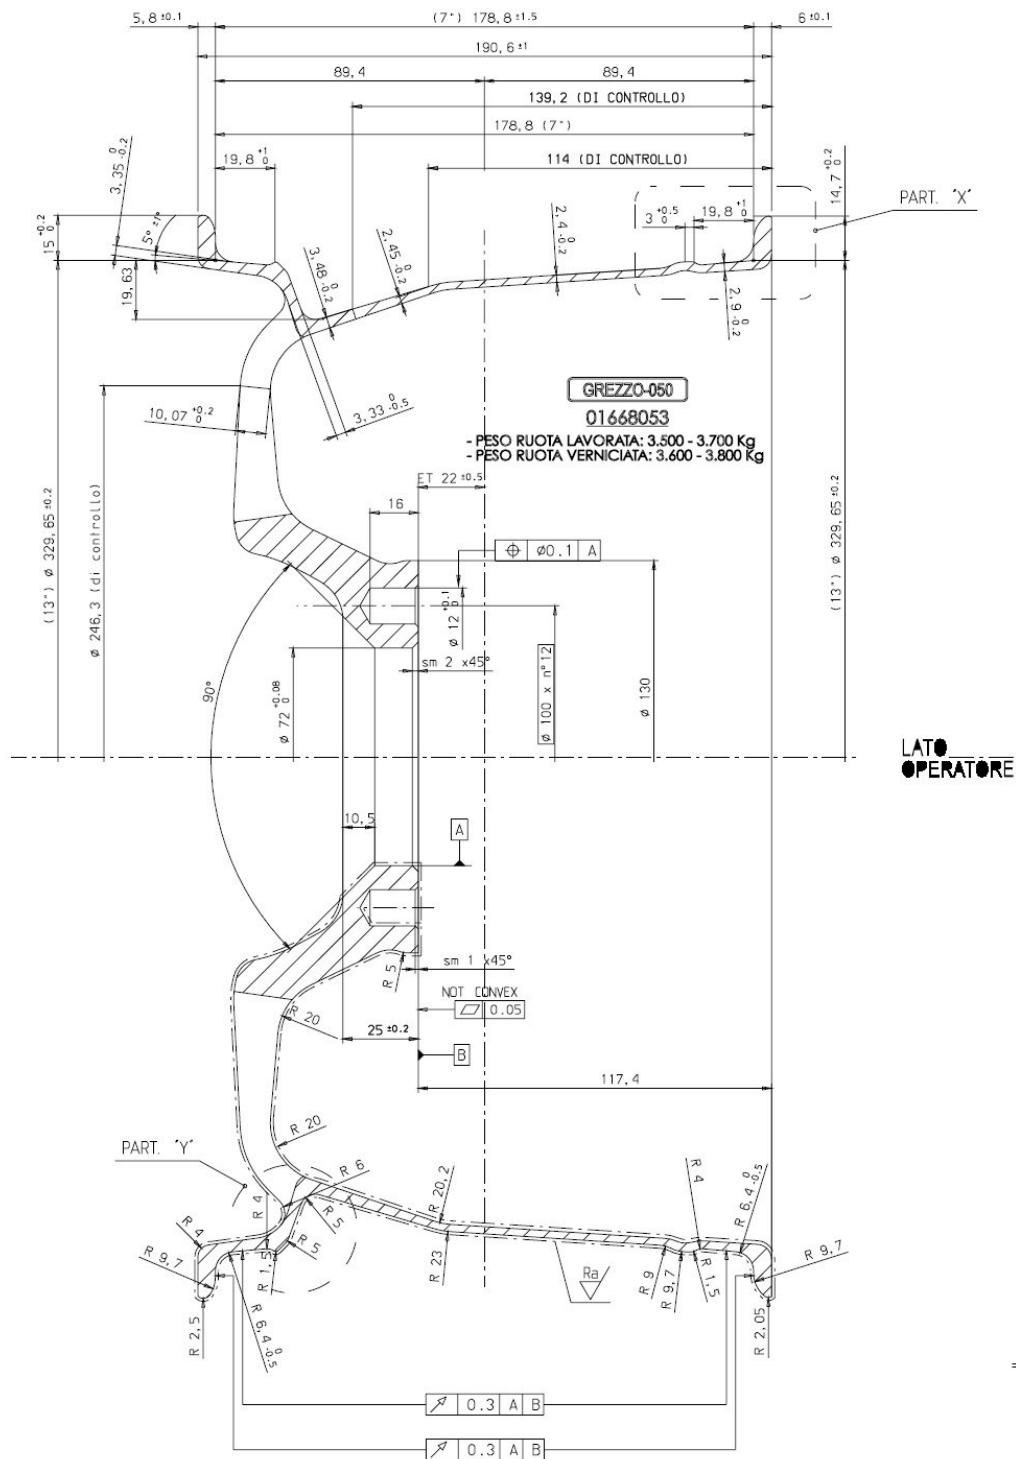 5,8 ±0.1
(7") 178,8 ±1.5
6 ±0.1
190,6 ±1
89,4
89,4
139,2 (DI CONTROLLO)
178,8 (7")
19,8 +1 0
114 (DI CONTROLLO)
3,35 0 -0.2
14,7 +0.2 0
PART. "X"
15 +0.2 0
5° ±1°
2,4 0 -0.2
3 +0.5 0
19,8 +1 0
19,63
3,48 0 -0.2
2,45 0 -0.2
2,9 0 -0.2
GREZZO-050
01668053
10,07 +0.2 0
3,33 0 -0.5
- PESO RUOTA LAVORATA: 3.500 - 3.700 Kg
- PESO RUOTA VERNICIATA: 3.600 - 3.800 Kg
ET 22 ±0.5
16
(13") ø 329,65 ±0.2
ø 246,3 (di controllo)
ø0.1 A
(13") ø 329,65 ±0.2
ø 12 +0.1 0
sm 2 x45°
90°
ø 72 +0.08 0
ø 100 x n°12
ø 130
LATO
OPERATORE
10,5
A
R 5
sm 1 x45°
NOT CONVEX
0.05
R 20
25 ±0.2
B
117,4
R 20
PART. "Y"
R 6
R 4
R 20,2
R 4
R 6,4 0 -0.5
R 4
R 5
R 5
R 9,7
R 1,5
R 23
Ra
R 9
R 9,7
R 1,5
R 9,7
R 2,5
R 6,4 0 -0.5
R 2,05
0.3 A B
0.3 A B